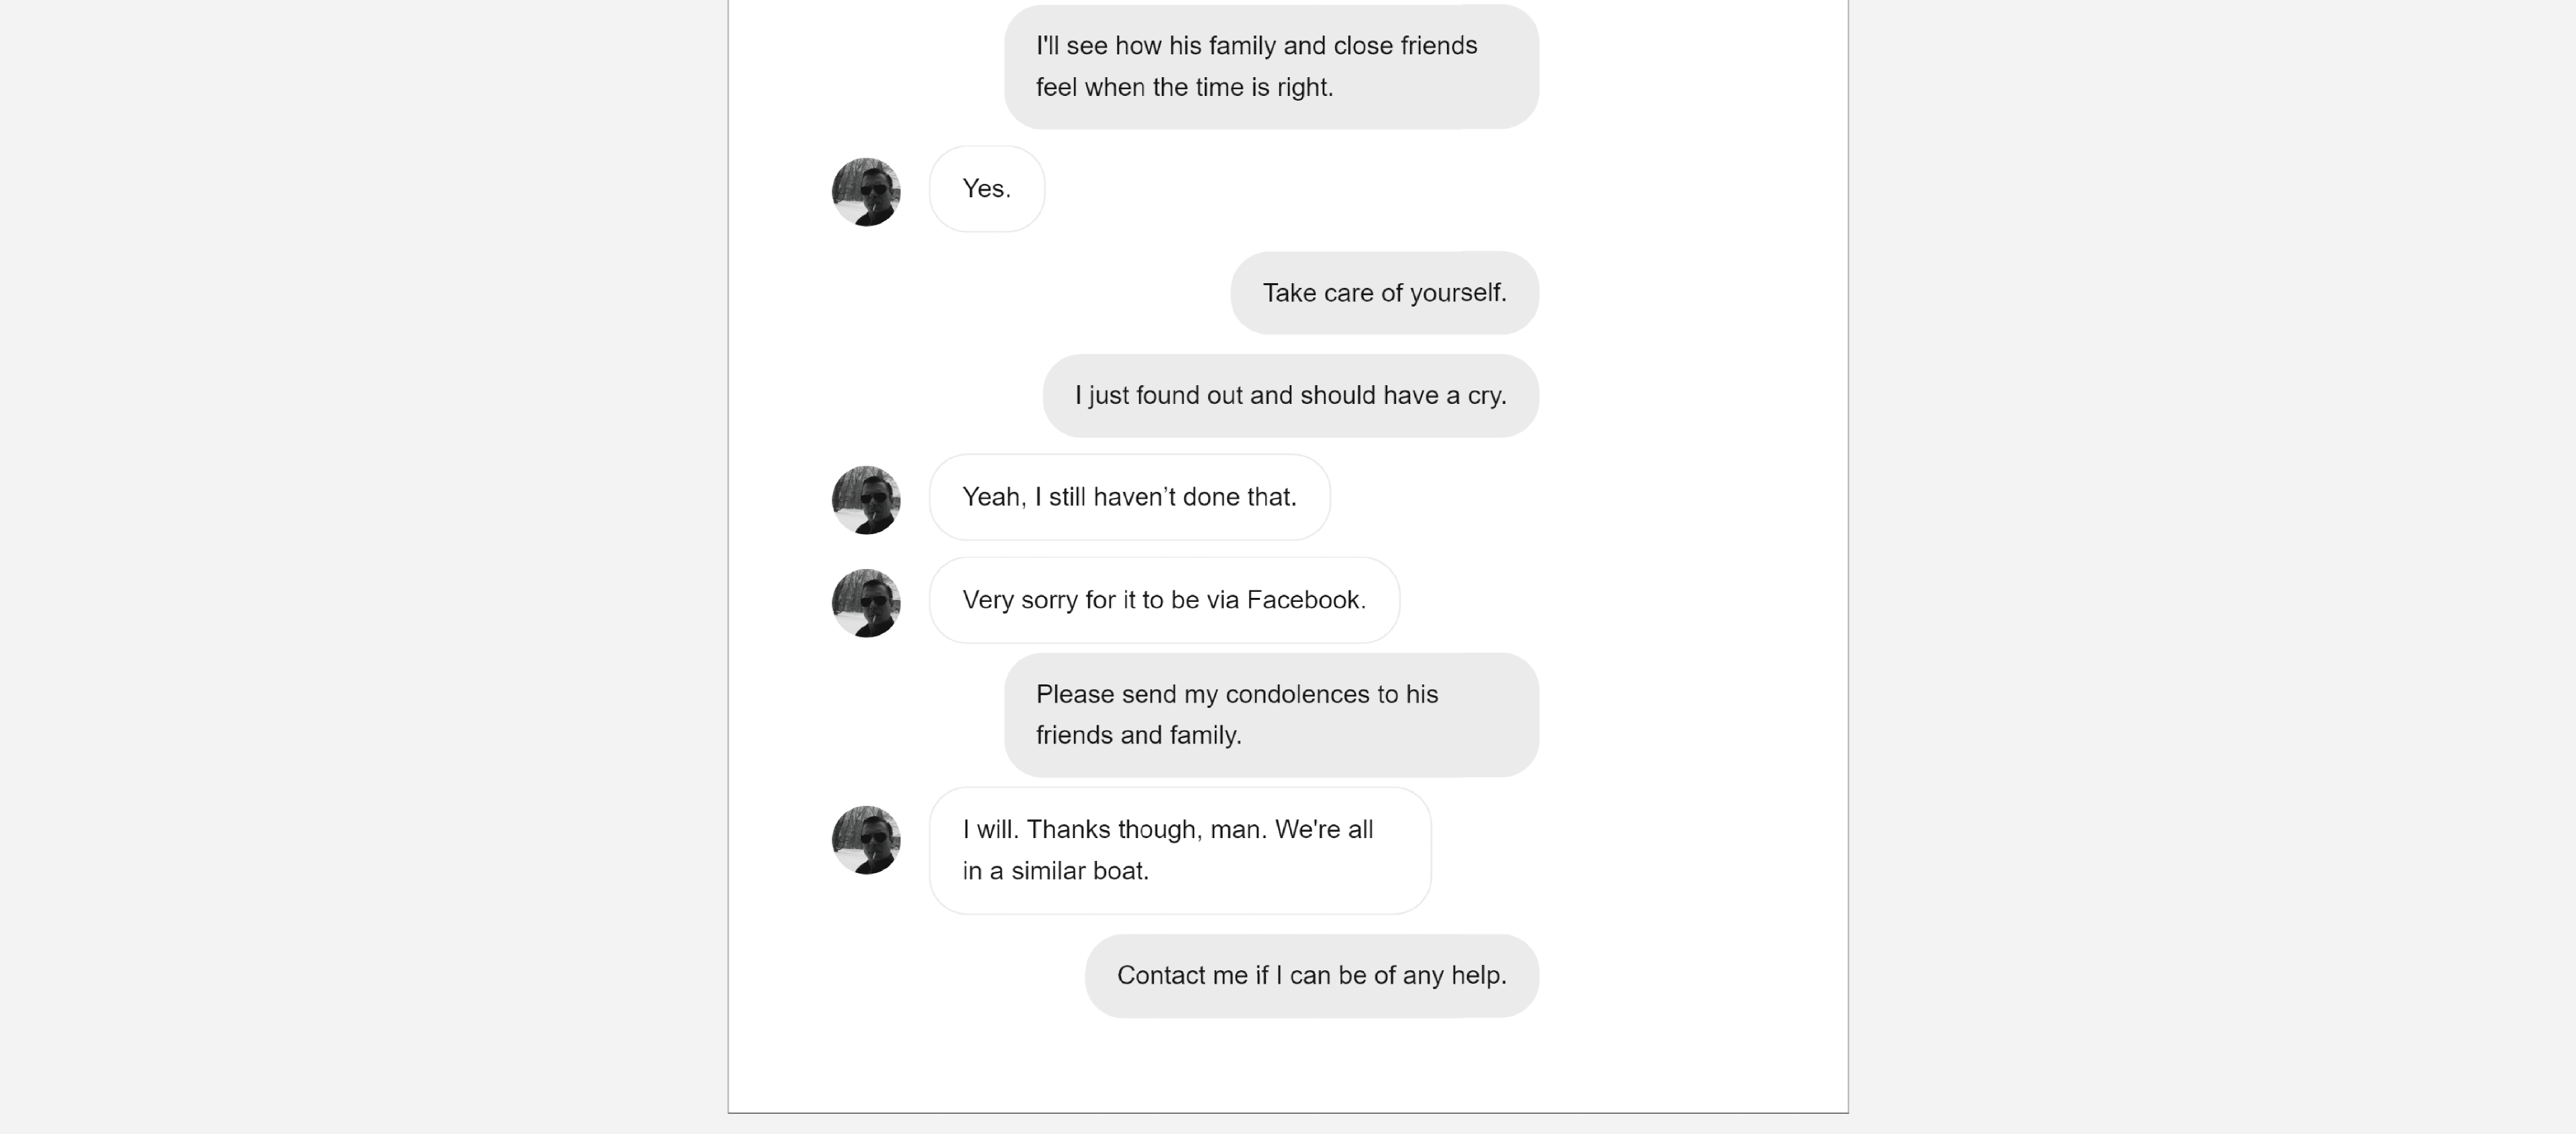 I'll see how his family and close friends
feel when the time is right.
Yes.
Take care of yourself.
I just found out and should have a cry.
Yeah, I still haven’t done that.
Very sorry for it to be via Facebook.
Please send my condolences to his
friends and family.
I will. Thanks though, man. We're all
in a similar boat.
Contact me if I can be of any help.